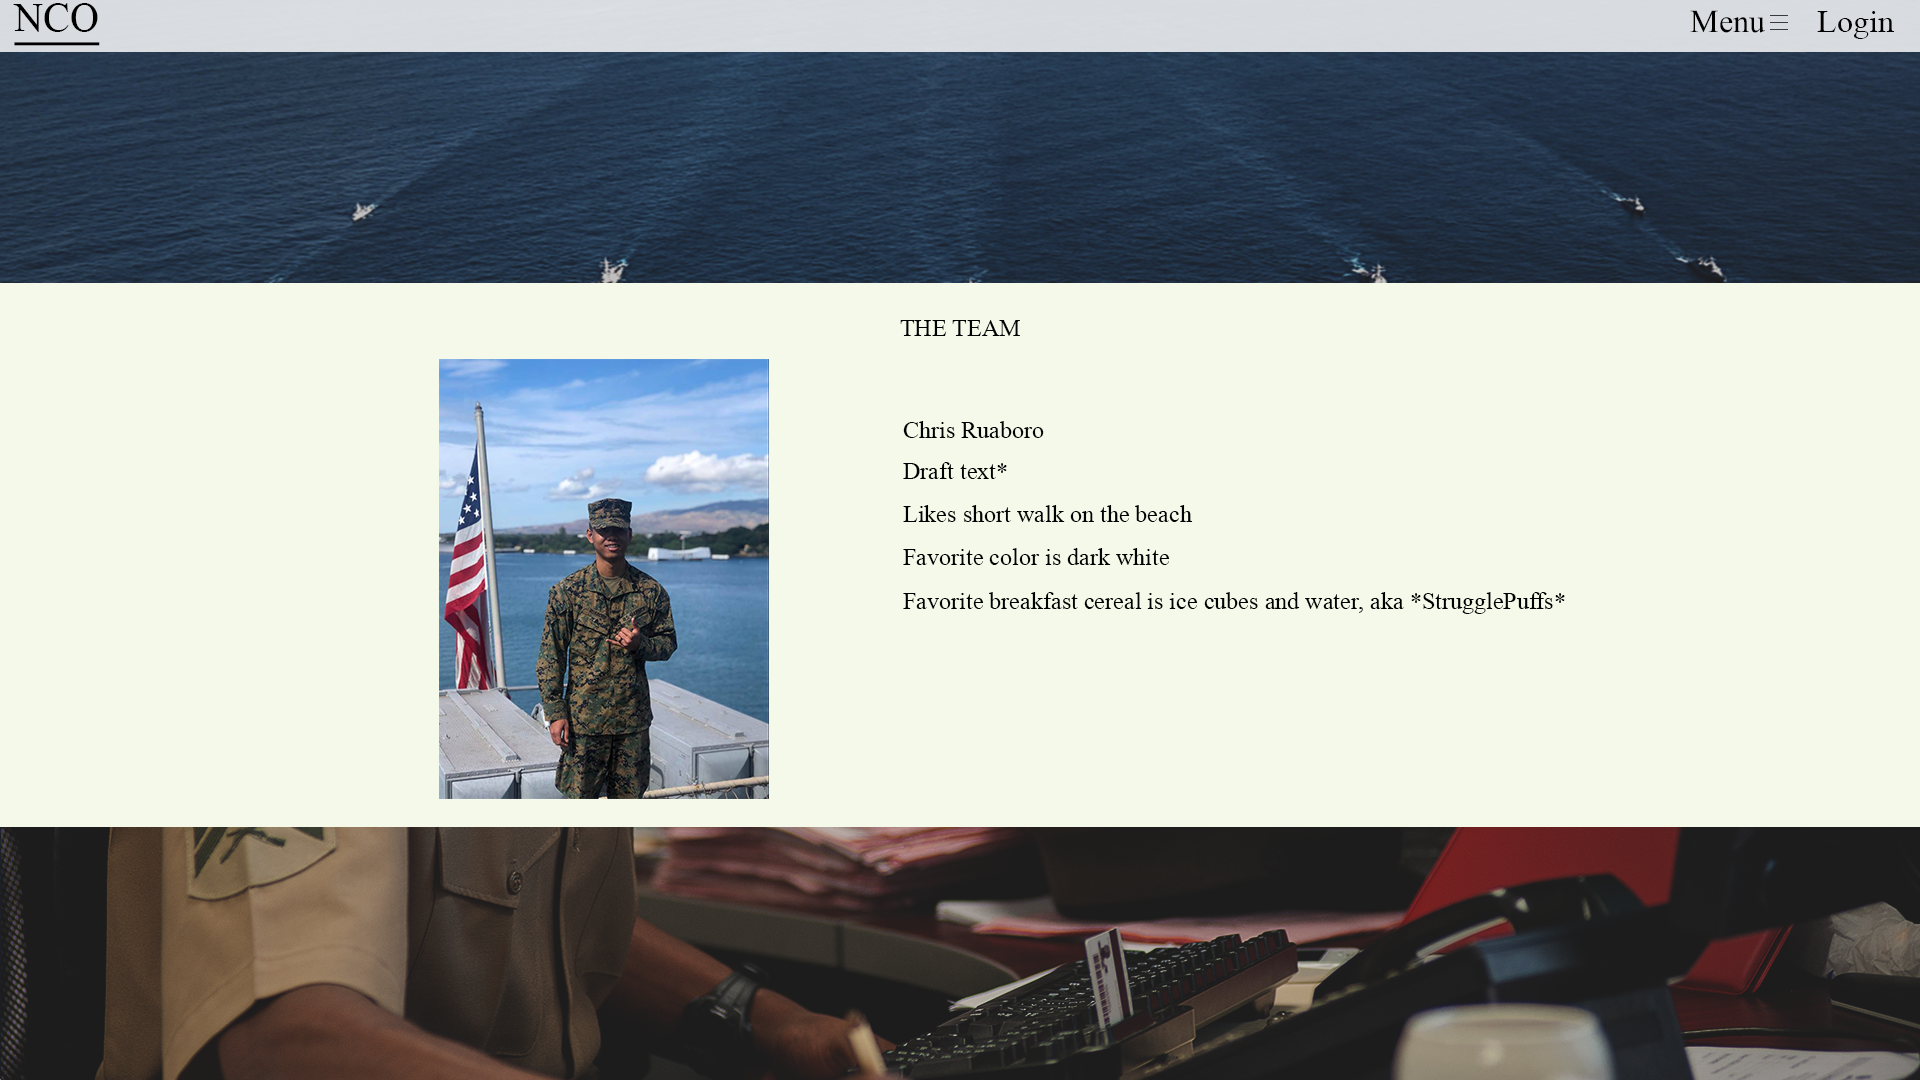 NCO
Menu Login
THE TEAM
Chris Ruaboro
Draft text*
Likes short walk on the beach
Favorite color is dark white
Favorite breakfast cereal is ice cubes and water, aka *StrugglePuffs*